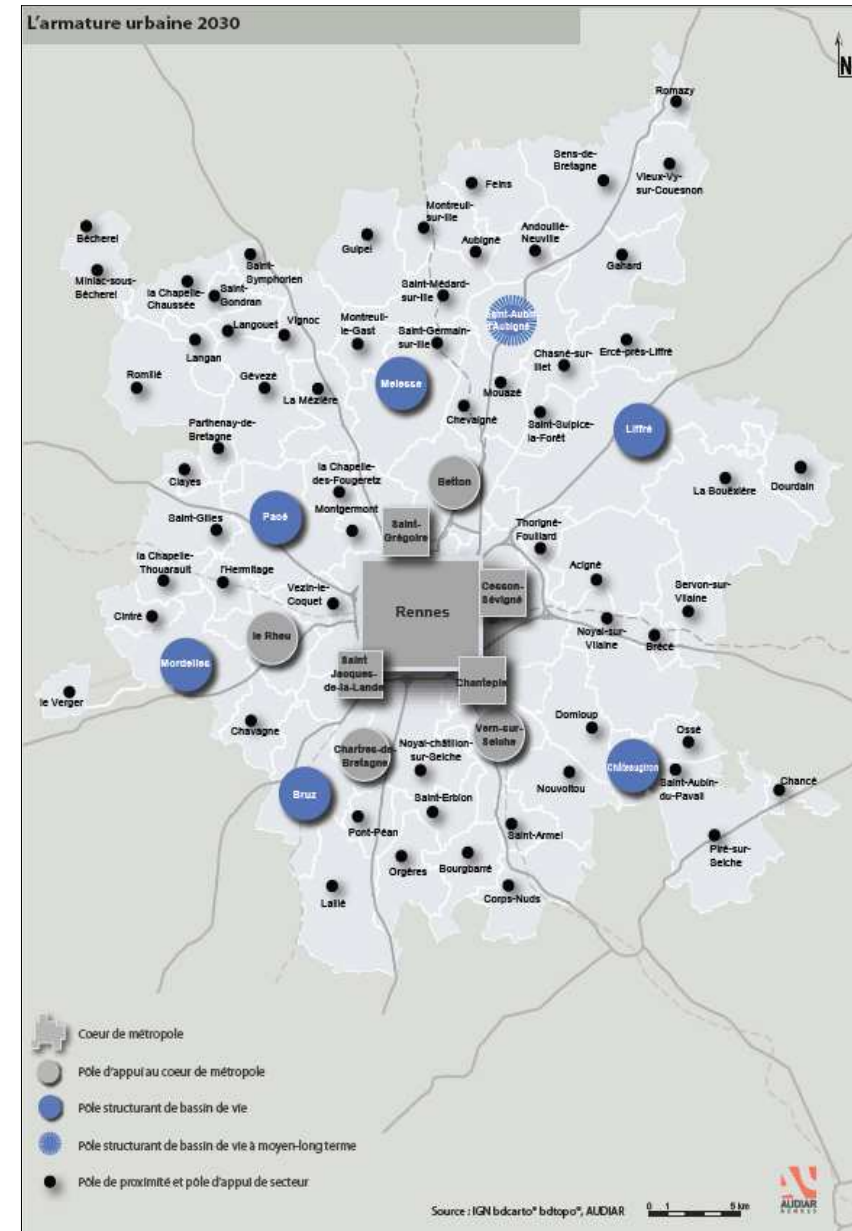 L'armature urbaine 2030
N
Romazy
Sens-de-
Bretagne
Vieux-Vy-
sur-Couesnon
Feins
Montreuil-
sur-Ille
Andouillé-
Neuville
Bécherel
Guipel
Aubigné
Gahard
Miniac-sous-
Bécherel
Saint-
Symphorien
la Chapelle-
Chaussée
Saint-
Gondran
Saint-Médard-
sur-Ille
Langouet
Vignoc
Montreuil-
le-Gast
Saint-Germain-
sur-Ille
Saint-Aubin
d'Aubigné
Langan
Chasné-sur-
Illet
Ercé-près-Liffré
Romillé
Gévezé
La Mézière
Melesse
Mouazé
Chevaigné
Saint-Sulpice-
la-Forêt
Liffré
Parthenay-de-
Bretagne
Clayes
la Chapelle-
des-Fougeretz
Betton
La Bouëxière
Dourdain
Pacé
Montgermont
Saint-
Grégoire
Saint-Gilles
Thorigné-
Fouillard
la Chapelle-
Thouarault
l'Hermitage
Vezin-le-
Coquet
Cesson-
Sévigné
Acigné
Servon-sur-
Vilaine
Rennes
Cintré
le Rheu
Noyal-sur-
Vilaine
Brécé
Mordelles
Saint
Jacques-
de-la-Lande
Chantepie
le Verger
Chavagne
Chartres-de-
Bretagne
Noyal-châtillon-
sur-Seiche
Vern-sur-
Seiche
Domloup
Ossé
Châteaugiron
Saint-Aubin-
du-Pavail
Chancé
Bruz
Nouvoitou
Saint-Erblon
Pont-Péan
Saint-Armel
Piré-sur-
Seiche
Orgères
Bourgbarré
Laillé
Corps-Nuds
Coeur de métropole
Pôle d'appui au coeur de métropole
Pôle structurant de bassin de vie
Pôle structurant de bassin de vie à moyen-long terme
Pôle de proximité et pôle d'appui de secteur
Source : IGN bdcarto® bdtopo®, AUDIAR
0 1 5 km
AUDIAR
RENNES